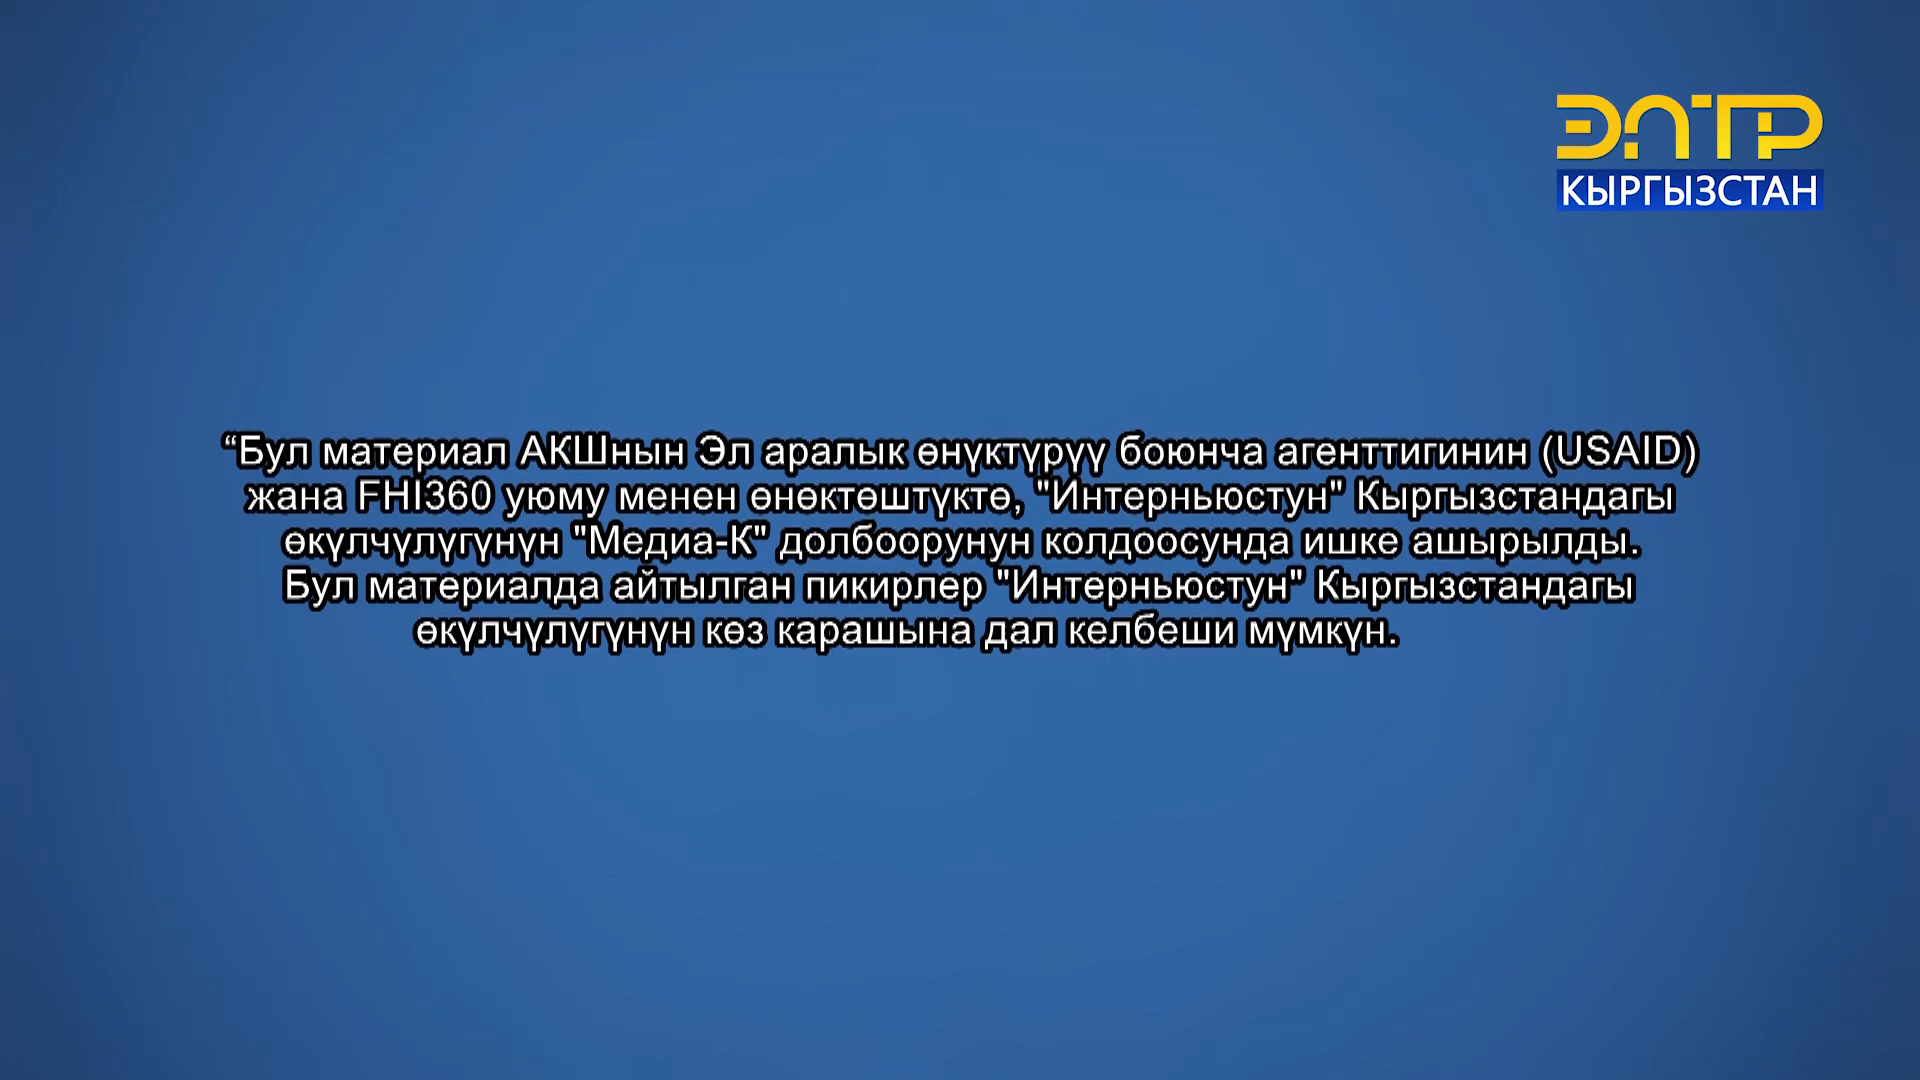 ЭЛТР
КЫРГЫЗСТАН
“Бул материал АКШнын Эл аралык өнүктүрүү боюнча агенттигинин (USAID)
жана FHI360 уюму менен өнөктөштүктө, "Интерньюстун" Кыргызстандагы
өкүлчүлүгүнүн "Медиа-К" долбоорунун колдоосунда ишке ашырылды.
Бул материалда айтылган пикирлер "Интерньюстун" Кыргызстандагы
өкүлчүлүгүнүн көз карашына дал келбеши мүмкүн.